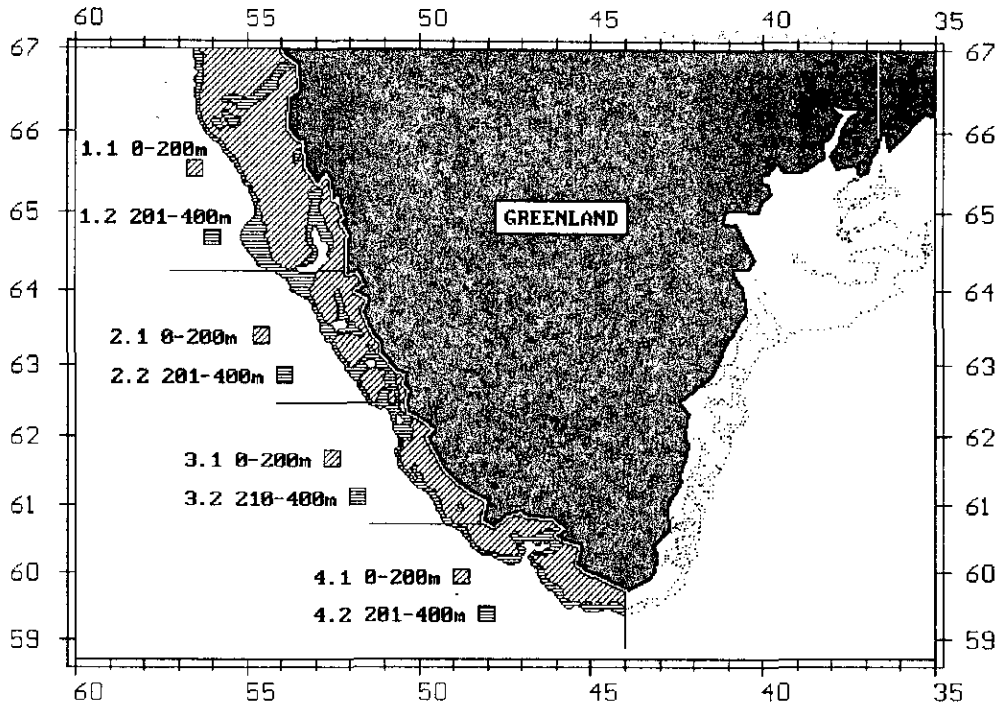 60 55 50 44 40 35
67 67
66 66
1.1 0-200m
65 65
1.2 201-400m
GREENLAND
64 64
2.1 0-200m
63 63
2.2 201-400m
62 62
3.1 0-200m
3.2 210-400m
61 61
60 60
4.1 0-200m
4.2 201-400m
59 59
60 55 50 44 40 35